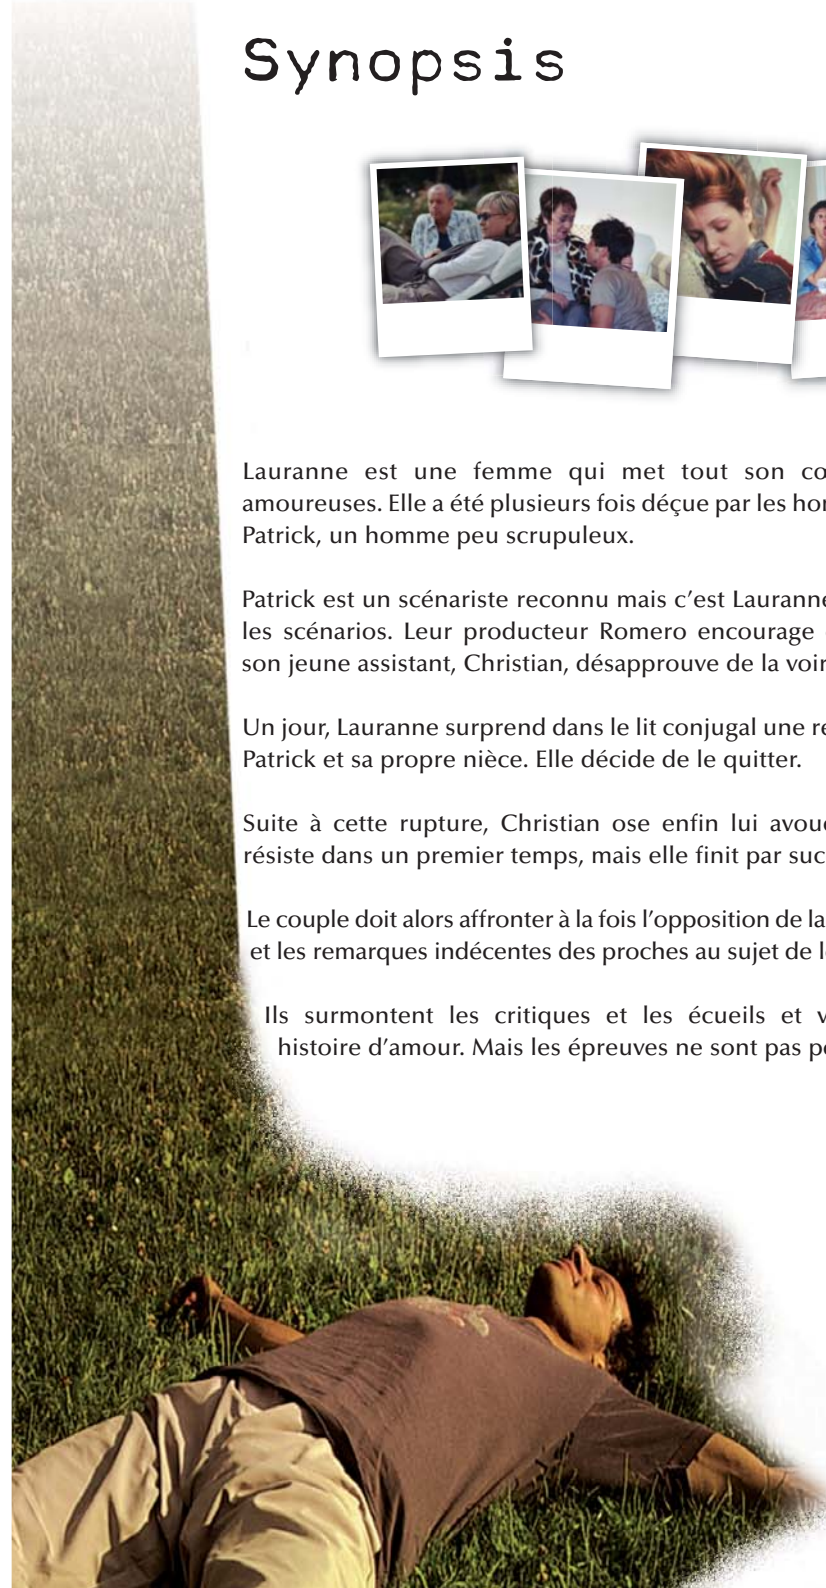 Synopsis
Lauranne est une femme qui met tout son
amoureuses. Elle a été plusieurs fois déçue par les
Patrick, un homme peu scrupuleux.
Patrick est un scénariste reconnu mais c’est Lauranne
les scénarios. Leur producteur Romero encourage
son jeune assistant, Christian, désapprouve de la voir
Un jour, Lauranne surprend dans le lit conjugal une
Patrick et sa propre nièce. Elle décide de le quitter.
Suite à cette rupture, Christian ose enfin lui
résiste dans un premier temps, mais elle finit par
Le couple doit alors affronter à la fois l’opposition de la
et les remarques indécentes des proches au sujet de
Ils surmontent les critiques et les écueils et
histoire d’amour. Mais les épreuves ne sont pas